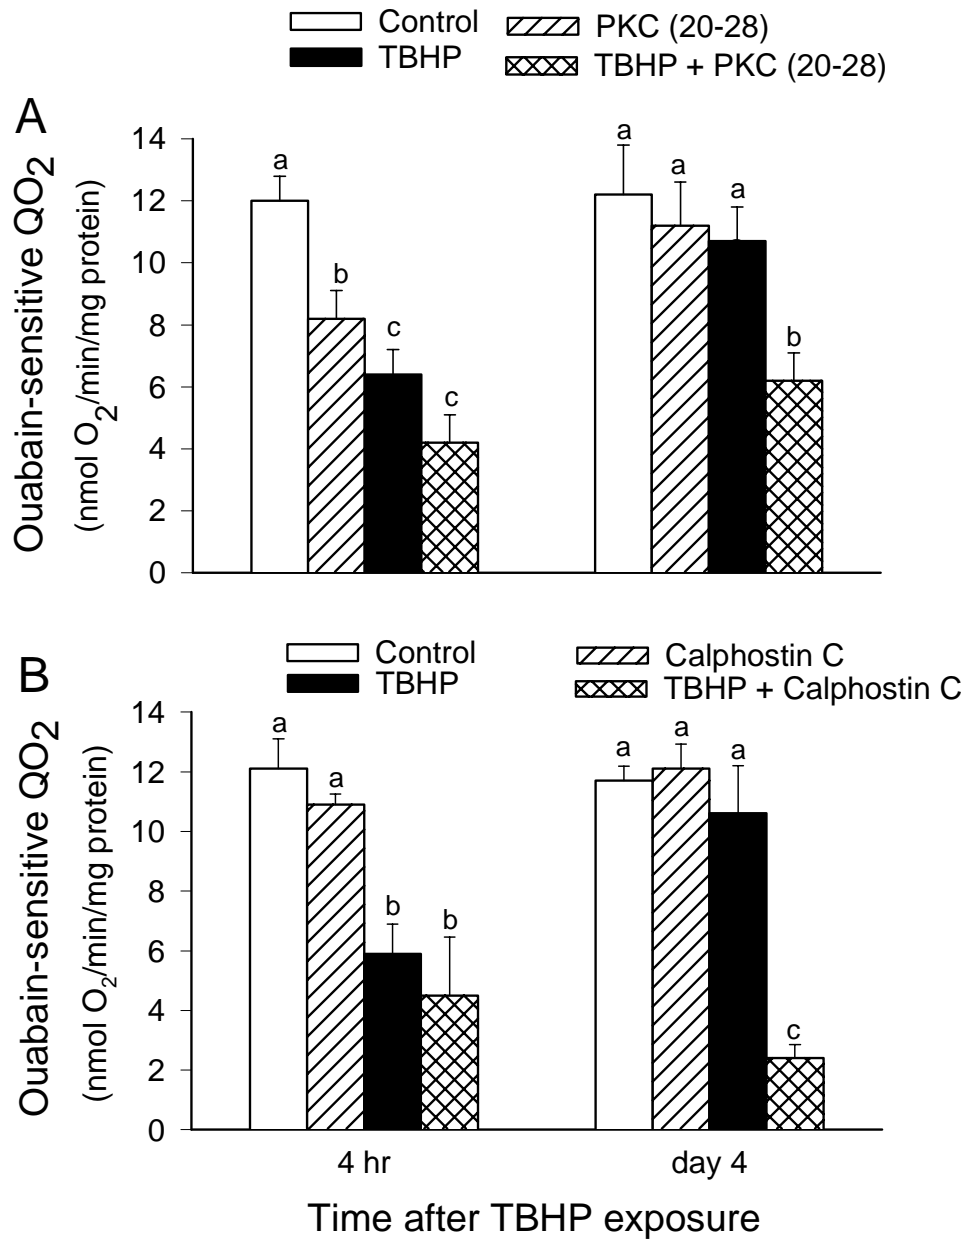 Control PKC (20-28)
TBHP TBHP + PKC (20-28)
A
Ouabain-sensitive QO2
(nmol O2/min/mg protein)
14
12
10
8
6
4
2
0
a
b
c
c
a
a
a
b
Control Calphostin C
TBHP TBHP + Calphostin C
B
Ouabain-sensitive QO2
(nmol O2/min/mg protein)
14
12
10
8
6
4
2
0
a
a
b
b
a
a
a
c
4 hr day 4
Time after TBHP exposure